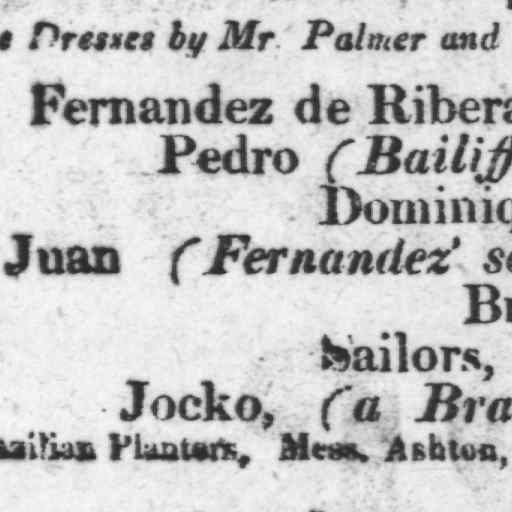 e Dresses by Mr. Palmer and
Fernandez de Ribera
Pedro (Bailiff
Dominiq
Juan (Fernandez' se
Br
Sailors,
Jocko, (a Bra
azilian Planters, Mess. Ashton,